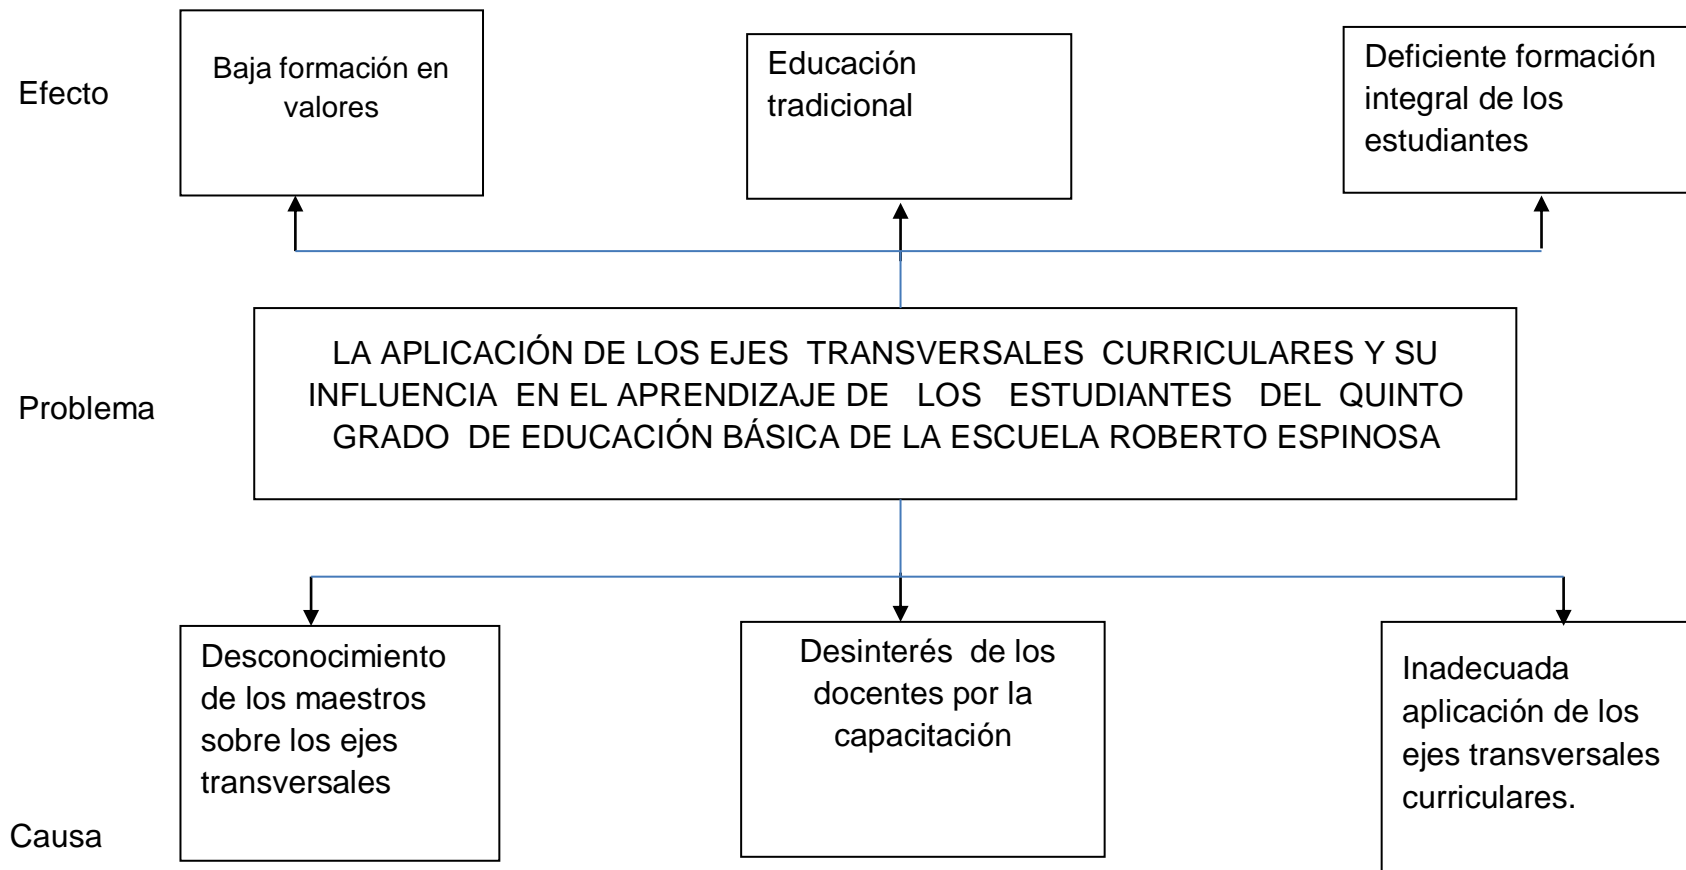 Efecto
Baja formación en
valores
Educación
tradicional
Deficiente formación
integral de los
estudiantes
Problema
LA APLICACIÓN DE LOS EJES TRANSVERSALES CURRICULARES Y SU
INFLUENCIA EN EL APRENDIZAJE DE LOS ESTUDIANTES DEL QUINTO
GRADO DE EDUCACIÓN BÁSICA DE LA ESCUELA ROBERTO ESPINOSA
Desconocimiento
de los maestros
sobre los ejes
transversales
Desinterés de los
docentes por la
capacitación
Inadecuada
aplicación de los
ejes transversales
curriculares.
Causa